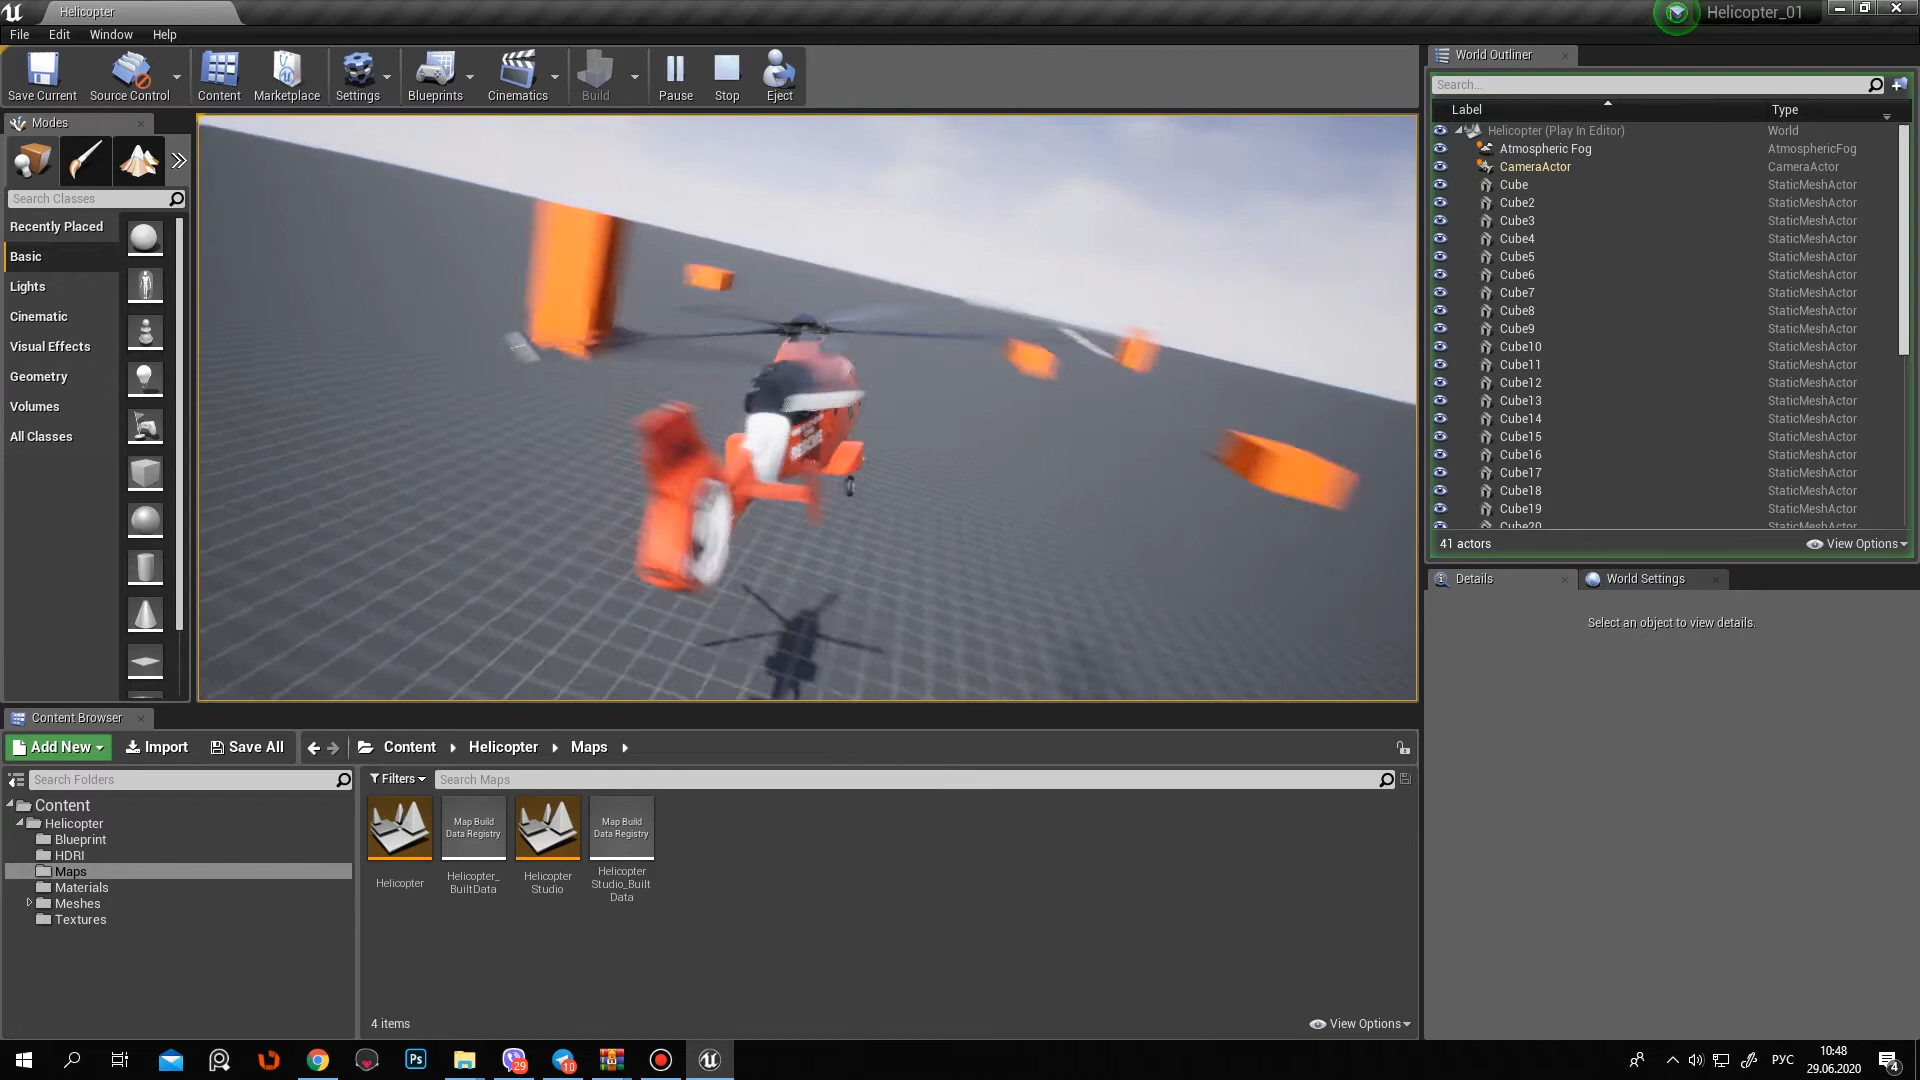 Helicopter
Helicopter_01
File Edit Window Help
Save Current
Source Control
Content
Marketplace
Settings
Blueprints
Cinematics
Build
Pause
Stop
Eject
Modes
Search Classes
Recently Placed
Basic
Lights
Cinematic
Visual Effects
Geometry
Volumes
All Classes
World Outliner
Search...
Label Type
Helicopter (Play In Editor) World
Atmospheric Fog AtmosphericFog
CameraActor CameraActor
Cube StaticMeshActor
Cube2 StaticMeshActor
Cube3 StaticMeshActor
Cube4 StaticMeshActor
Cube5 StaticMeshActor
Cube6 StaticMeshActor
Cube7 StaticMeshActor
Cube8 StaticMeshActor
Cube9 StaticMeshActor
Cube10 StaticMeshActor
Cube11 StaticMeshActor
Cube12 StaticMeshActor
Cube13 StaticMeshActor
Cube14 StaticMeshActor
Cube15 StaticMeshActor
Cube16 StaticMeshActor
Cube17 StaticMeshActor
Cube18 StaticMeshActor
Cube19 StaticMeshActor
Cube20 StaticMeshActor
41 actors View Options
Details World Settings
Select an object to view details.
Content Browser
Add New Import Save All Content Helicopter Maps
Search Folders
Filters Search Maps
Content
Helicopter
Blueprint
HDRI
Maps
Materials
Meshes
Textures
Helicopter
Map Build
Data Registry
Helicopter_
BuiltData
Helicopter
Studio
Map Build
Data Registry
Helicopter
Studio_Built
Data
4 items View Options
Ps
29
10
РУС
10:48
29.06.2020
4